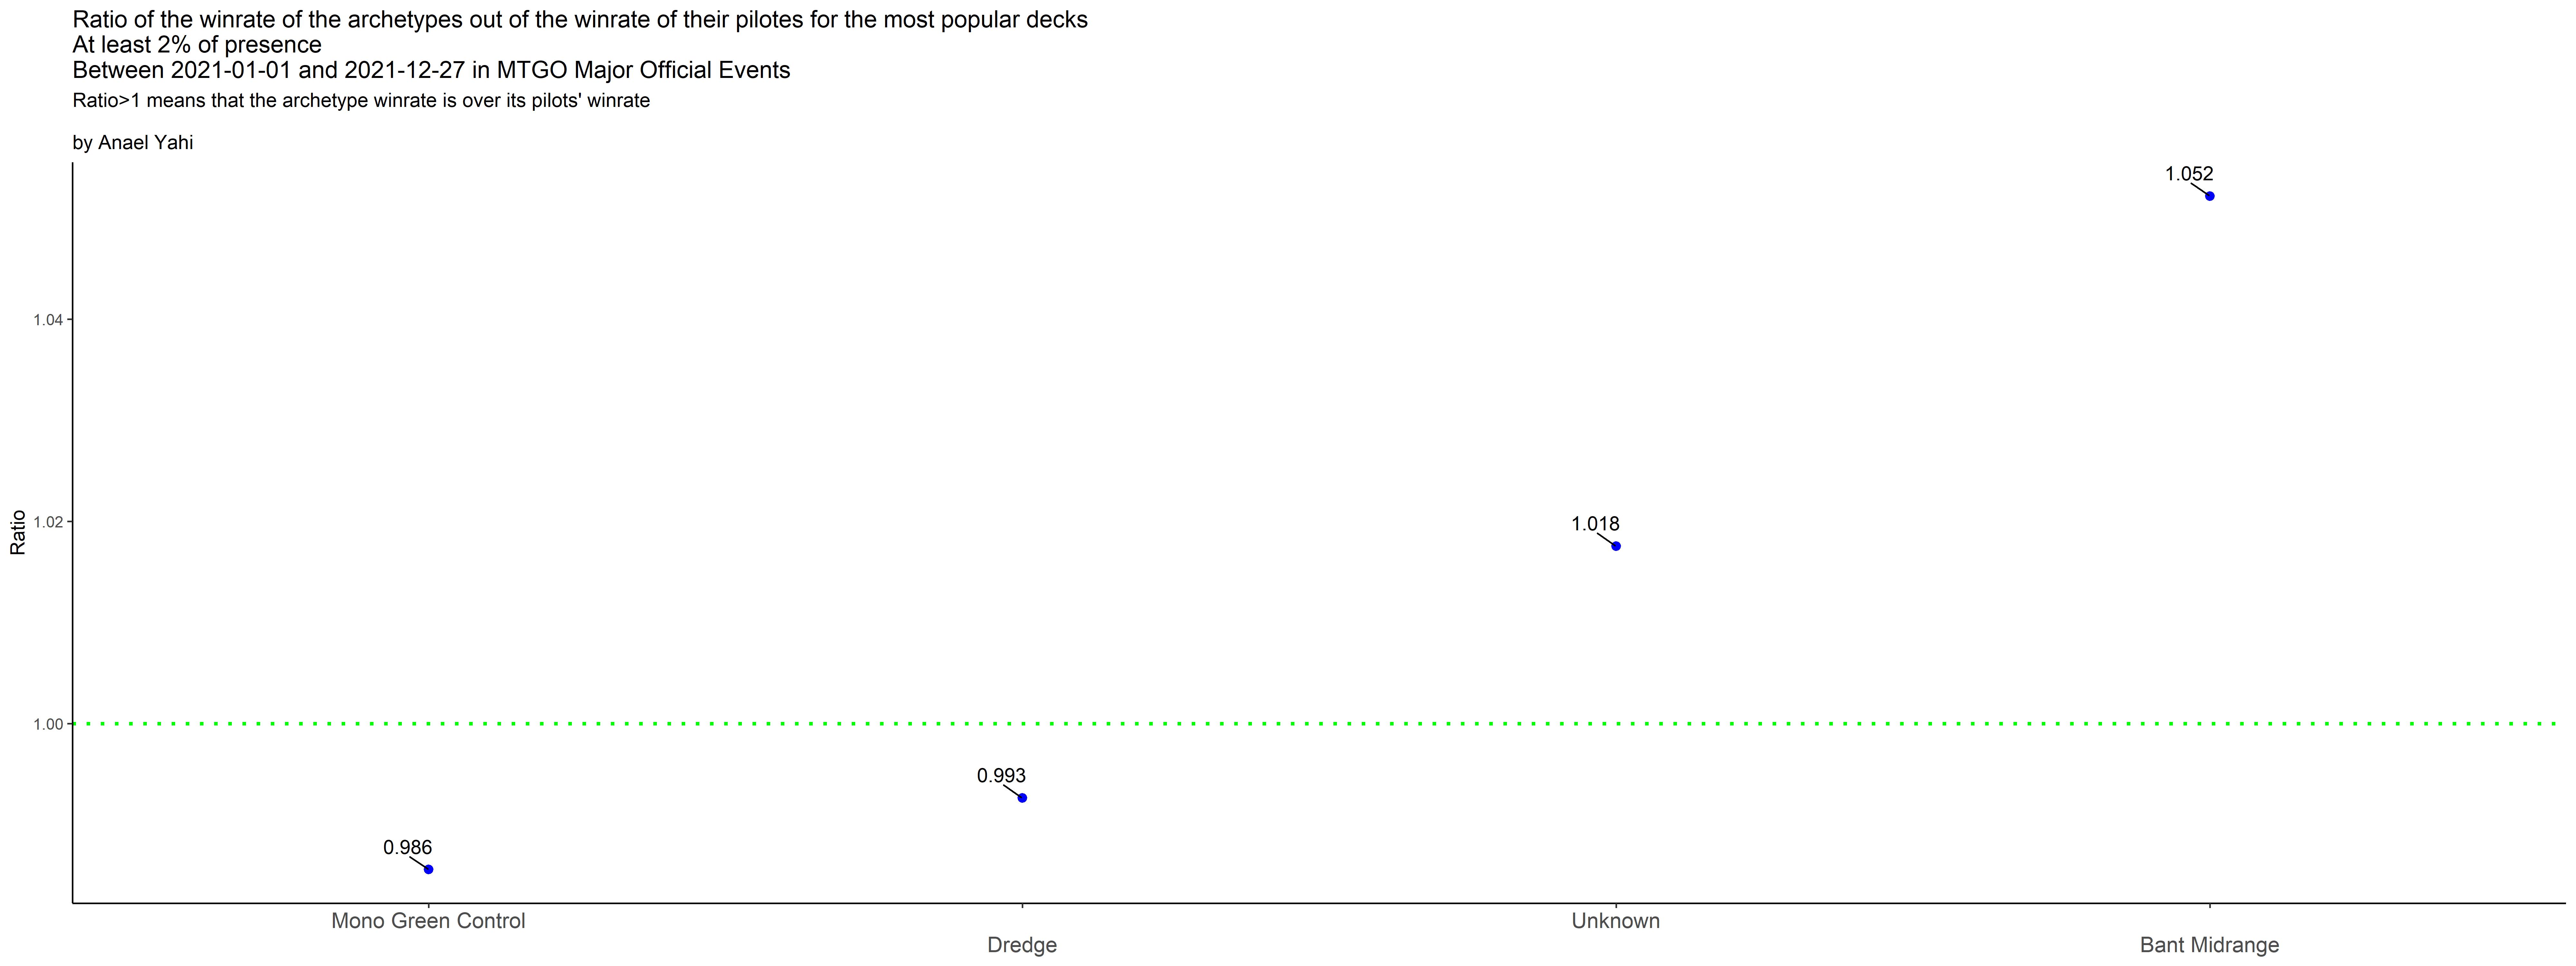 Ratio of the winrate of the archetypes out of the winrate of their pilotes for the most popular decks
At least 2% of presence
Between 2021-01-01 and 2021-12-27 in MTGO Major Official Events
Ratio>1 means that the archetype winrate is over its pilots' winrate
by Anael Yahi
1.052
1.04
1.02
1.018
Ratio
1.00
0.993
0.986
Mono Green Control
Unknown
Dredge
Bant Midrange